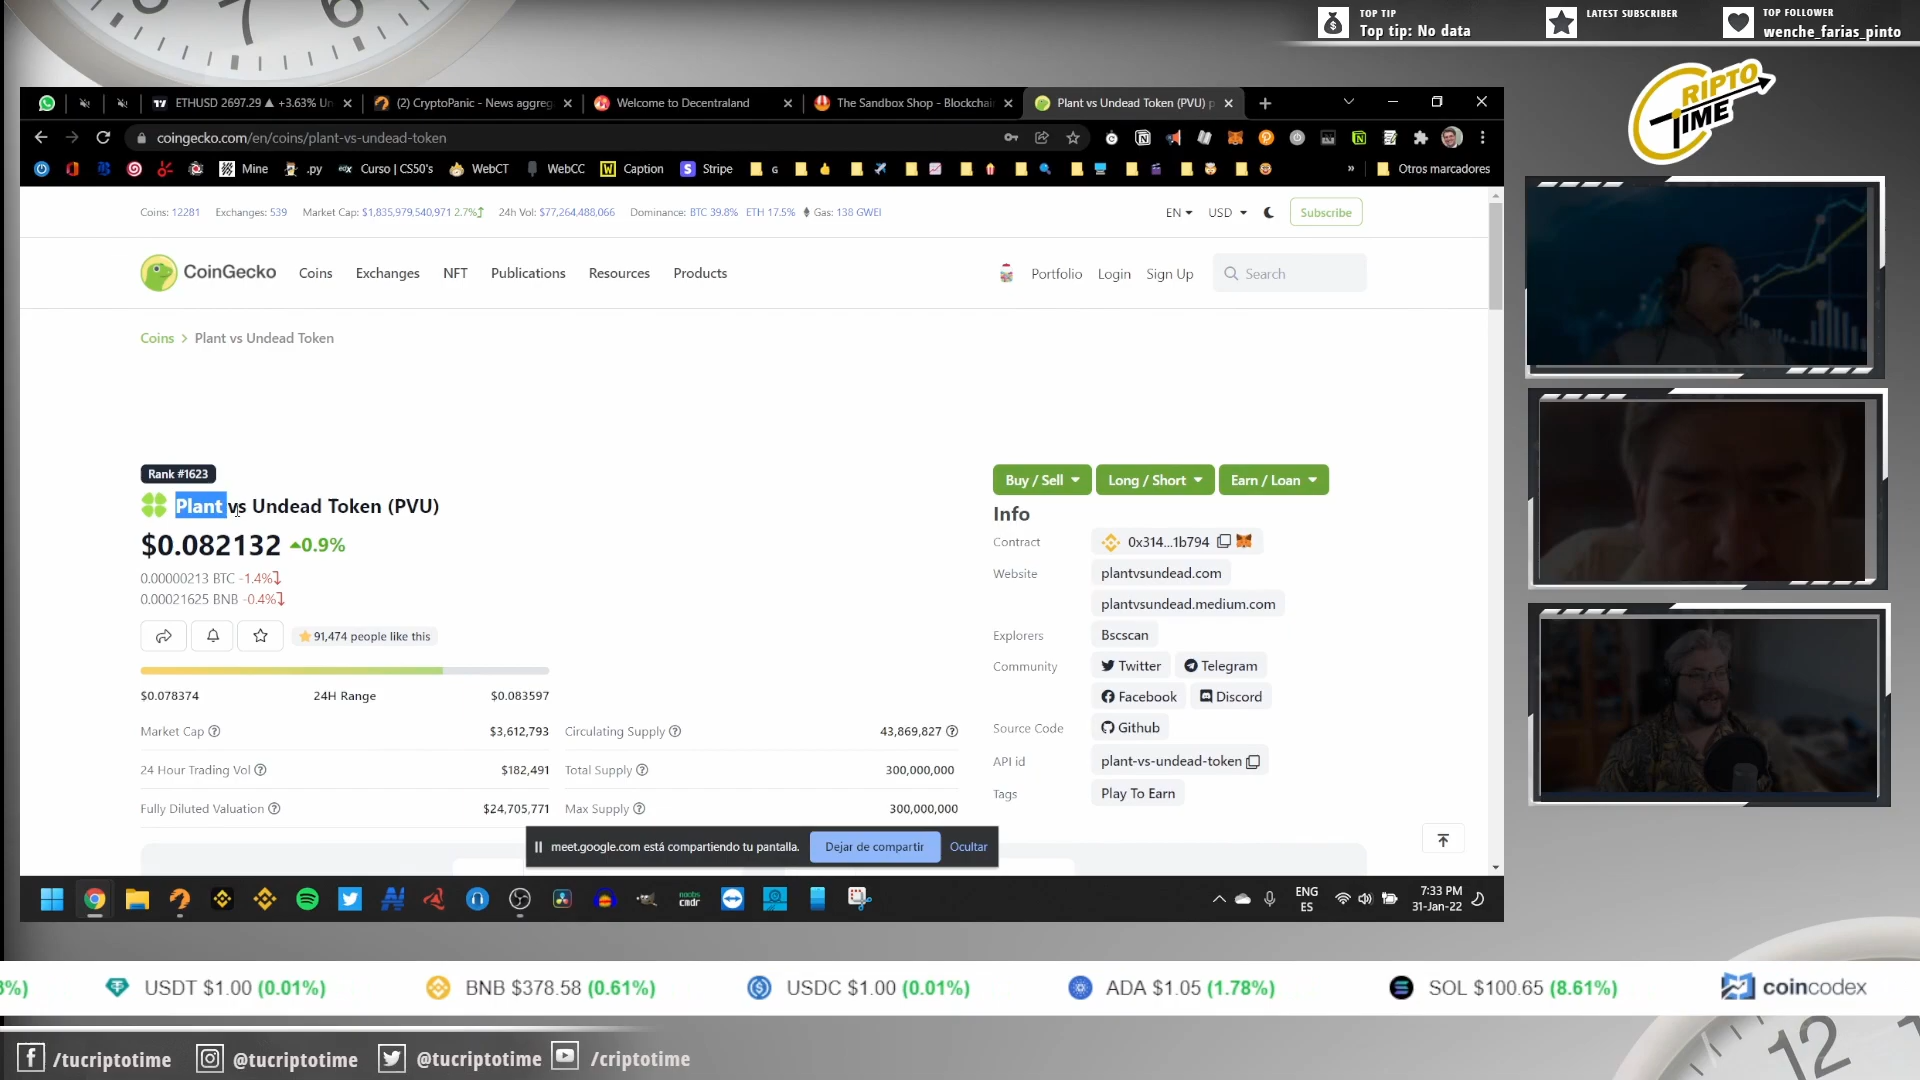 TOP TIP
Top tip: No data
LATEST SUBSCRIBER
TOP FOLLOWER
wenche_farias_pinto
CRIPTO
TIME
ETHUSD 2697.29 ▲ +3.63% Un
(2) CryptoPanic - News aggreg
Welcome to Decentraland
The Sandbox Shop - Blockchai
Plant vs Undead Token (PVU) p
coingecko.com/en/coins/plant-vs-undead-token
Mine
.py
Curso | CS50's
WebCT
WebCC
Caption
Stripe
G
Otros marcadores
Coins: 12281 Exchanges: 539 Market Cap: $1,835,979,540,971 2.7% 24h Vol: $77,264,488,066 Dominance: BTC 39.8% ETH 17.5% Gas: 138 GWEI
EN USD Subscribe
CoinGecko Coins Exchanges NFT Publications Resources Products
Portfolio Login Sign Up Search
Coins > Plant vs Undead Token
Rank #1623
Plant vs Undead Token (PVU)
$0.082132 0.9%
0.00000213 BTC -1.4%
0.00021625 BNB -0.4%
91,474 people like this
$0.078374 24H Range $0.083597
Market Cap $3,612,793 Circulating Supply 43,869,827
24 Hour Trading Vol $182,491 Total Supply 300,000,000
Fully Diluted Valuation $24,705,771 Max Supply 300,000,000
Buy / Sell Long / Short Earn / Loan
Info
Contract 0x314...1b794
Website plantvsundead.com
plantvsundead.medium.com
Explorers Bscscan
Community Twitter Telegram
Facebook Discord
Source Code Github
API id plant-vs-undead-token
Tags Play To Earn
meet.google.com está compartiendo tu pantalla. Dejar de compartir Ocultar
noobs
cmdr
ENG
ES
7:33 PM
31-Jan-22
8%) USDT $1.00 (0.01%) BNB $378.58 (0.61%) USDC $1.00 (0.01%) ADA $1.05 (1.78%) SOL $100.65 (8.61%) coincodex
/tucriptotime @tucriptotime @tucriptotime /criptotime
7
6
12